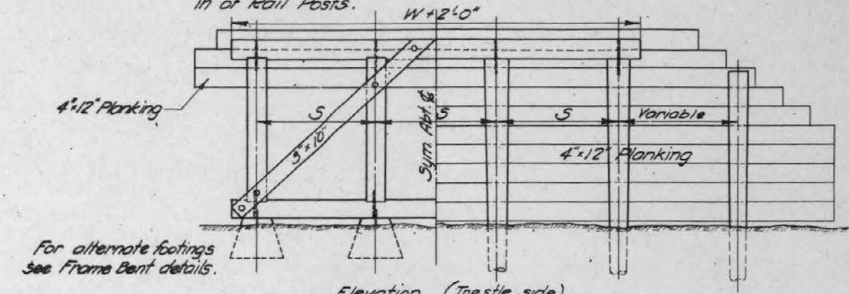 in of Rail Posts.
W+2'-0"
4"x12" Planking
S
S
S
Variable
3"x10"
Sym. Abt. ℄
4"x12" Planking
For alternate footings
see Frame Bent details.
Elevation (Trestle side)